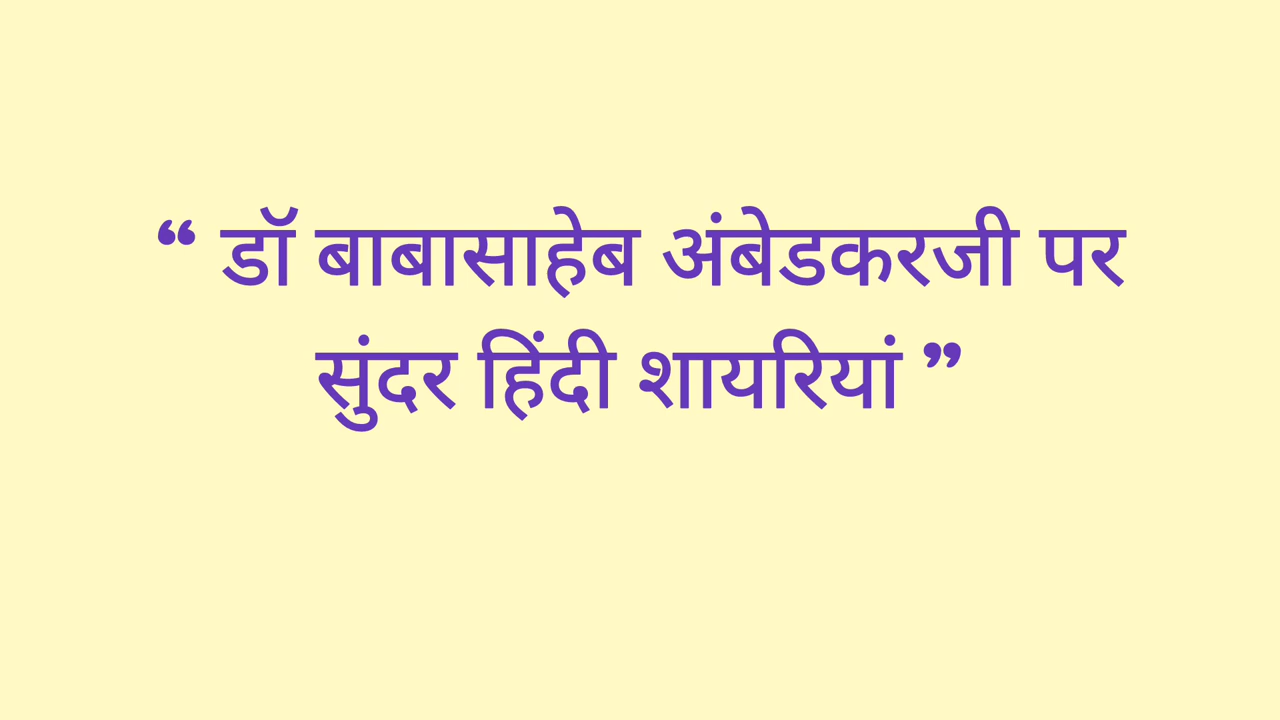 “ डॉ बाबासाहेब अंबेडकरजी पर
सुंदर हिंदी शायरियां ”